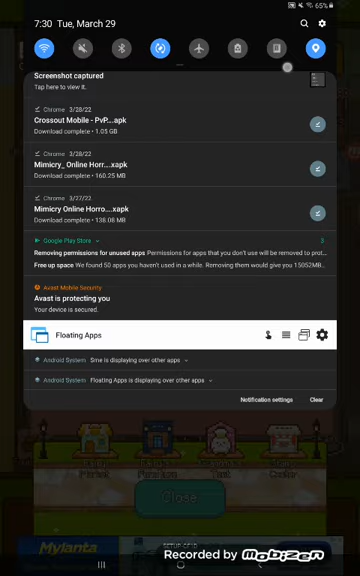 7:30 Tue, March 29
65%
Screenshot captured
Tap here to view it.
Chrome 3/28/22
Crossout Mobile - PvP....apk
Download complete • 1.05 GB
Chrome 3/28/22
Mimicry_ Online Horr....xapk
Download complete • 160.25 MB
Chrome 3/27/22
Mimicry Online Horro....xapk
Download complete • 138.08 MB
Google Play Store
3
Removing permissions for unused apps Permissions for apps that you don't use will be removed to prot...
Free up space We found 50 apps you haven't used in a while. Removing them would give you 15052MB...
Avast Mobile Security
Avast is protecting you
Your device is secured.
Floating Apps
Android System Sme is displaying over other apps
Android System Floating Apps is displaying over other apps
Notification settings Clear
Market
Close
Mylanta
Recorded by MOBIZEN